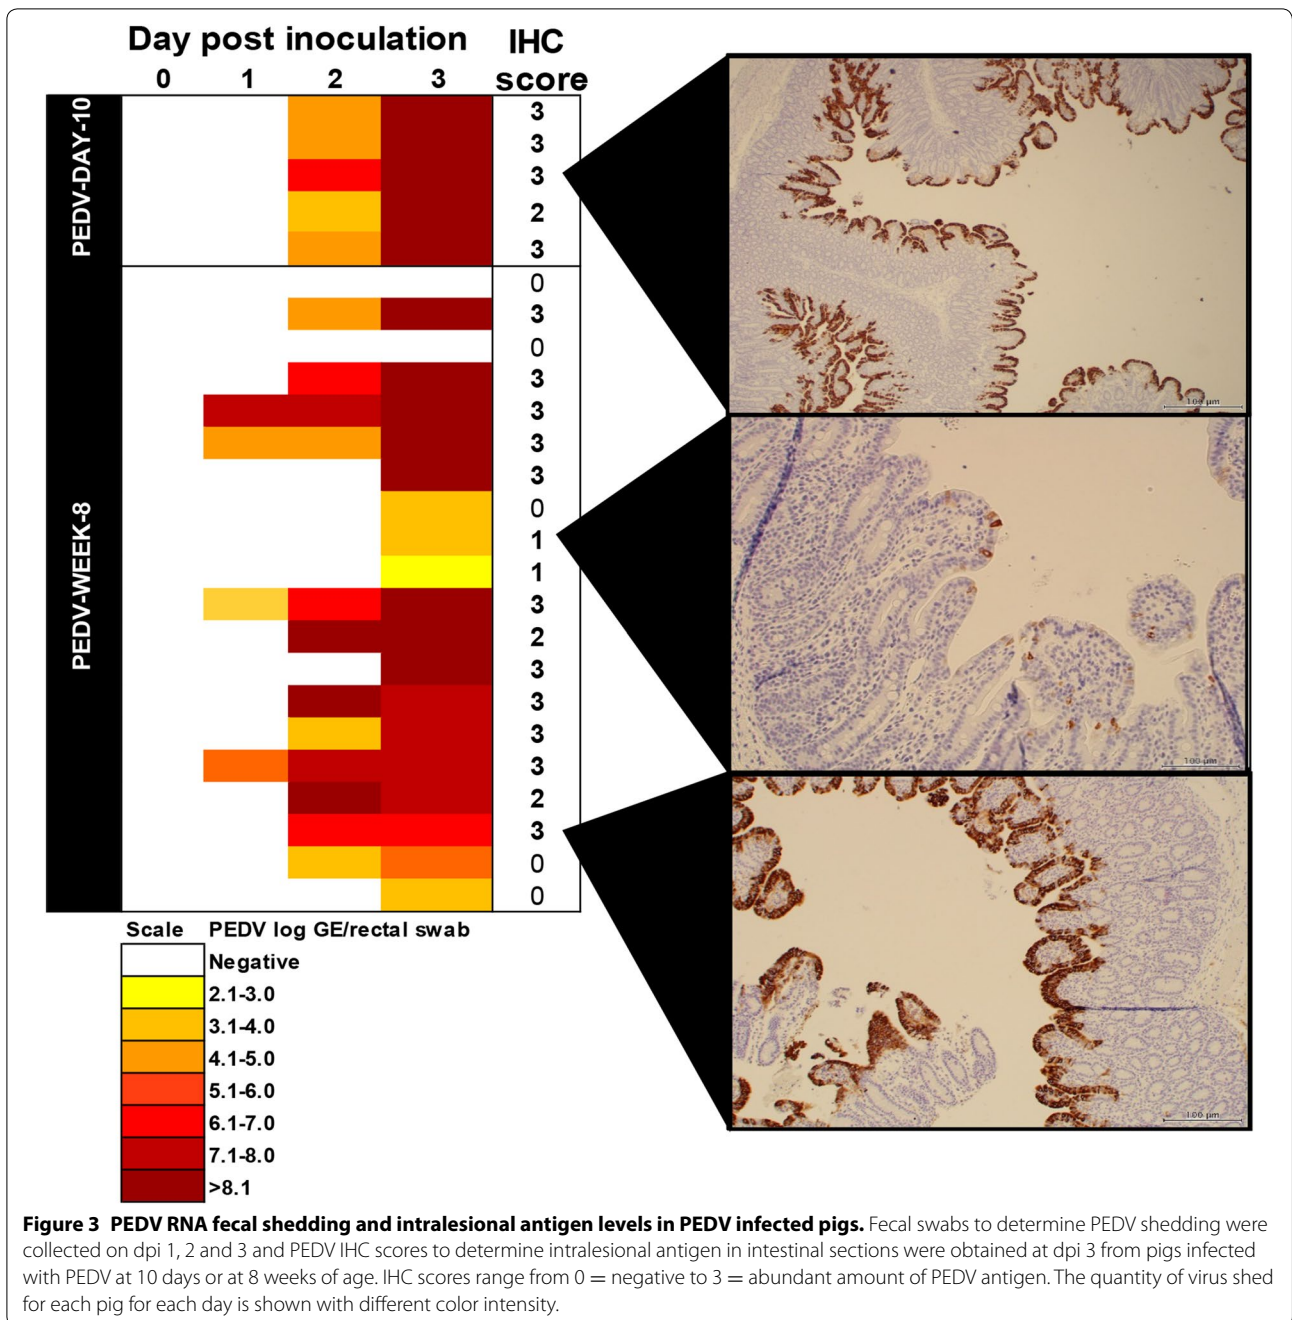 Day post inoculation IHC
0 1 2 3 score
PEDV-DAY-10
3
3
3
2
3
PEDV-WEEK-8
0
3
0
3
3
3
3
0
1
1
3
2
3
3
3
3
2
3
0
0
100 µm
100 µm
100 µm
Scale PEDV log GE/rectal swab
Negative
2.1-3.0
3.1-4.0
4.1-5.0
5.1-6.0
6.1-7.0
7.1-8.0
>8.1
Figure 3 PEDV RNA fecal shedding and intralesional antigen levels in PEDV infected pigs. Fecal swabs to determine PEDV shedding were
collected on dpi 1, 2 and 3 and PEDV IHC scores to determine intralesional antigen in intestinal sections were obtained at dpi 3 from pigs infected
with PEDV at 10 days or at 8 weeks of age. IHC scores range from 0 = negative to 3 = abundant amount of PEDV antigen. The quantity of virus shed
for each pig for each day is shown with different color intensity.